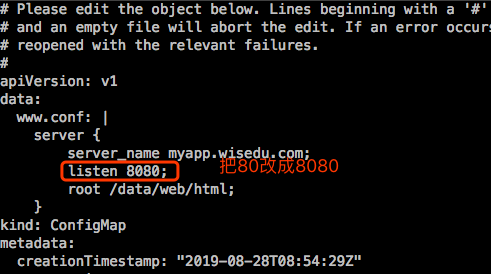 # Please edit the object below. Lines beginning with a '#'
# and an empty file will abort the edit. If an error occurs
# reopened with the relevant failures.
#
apiVersion: v1
data:
  www.conf: |
    server {
        server_name myapp.wisedu.com;
        listen 8080; 把80改成8080
        root /data/web/html;
    }
kind: ConfigMap
metadata:
  creationTimestamp: "2019-08-28T08:54:29Z"